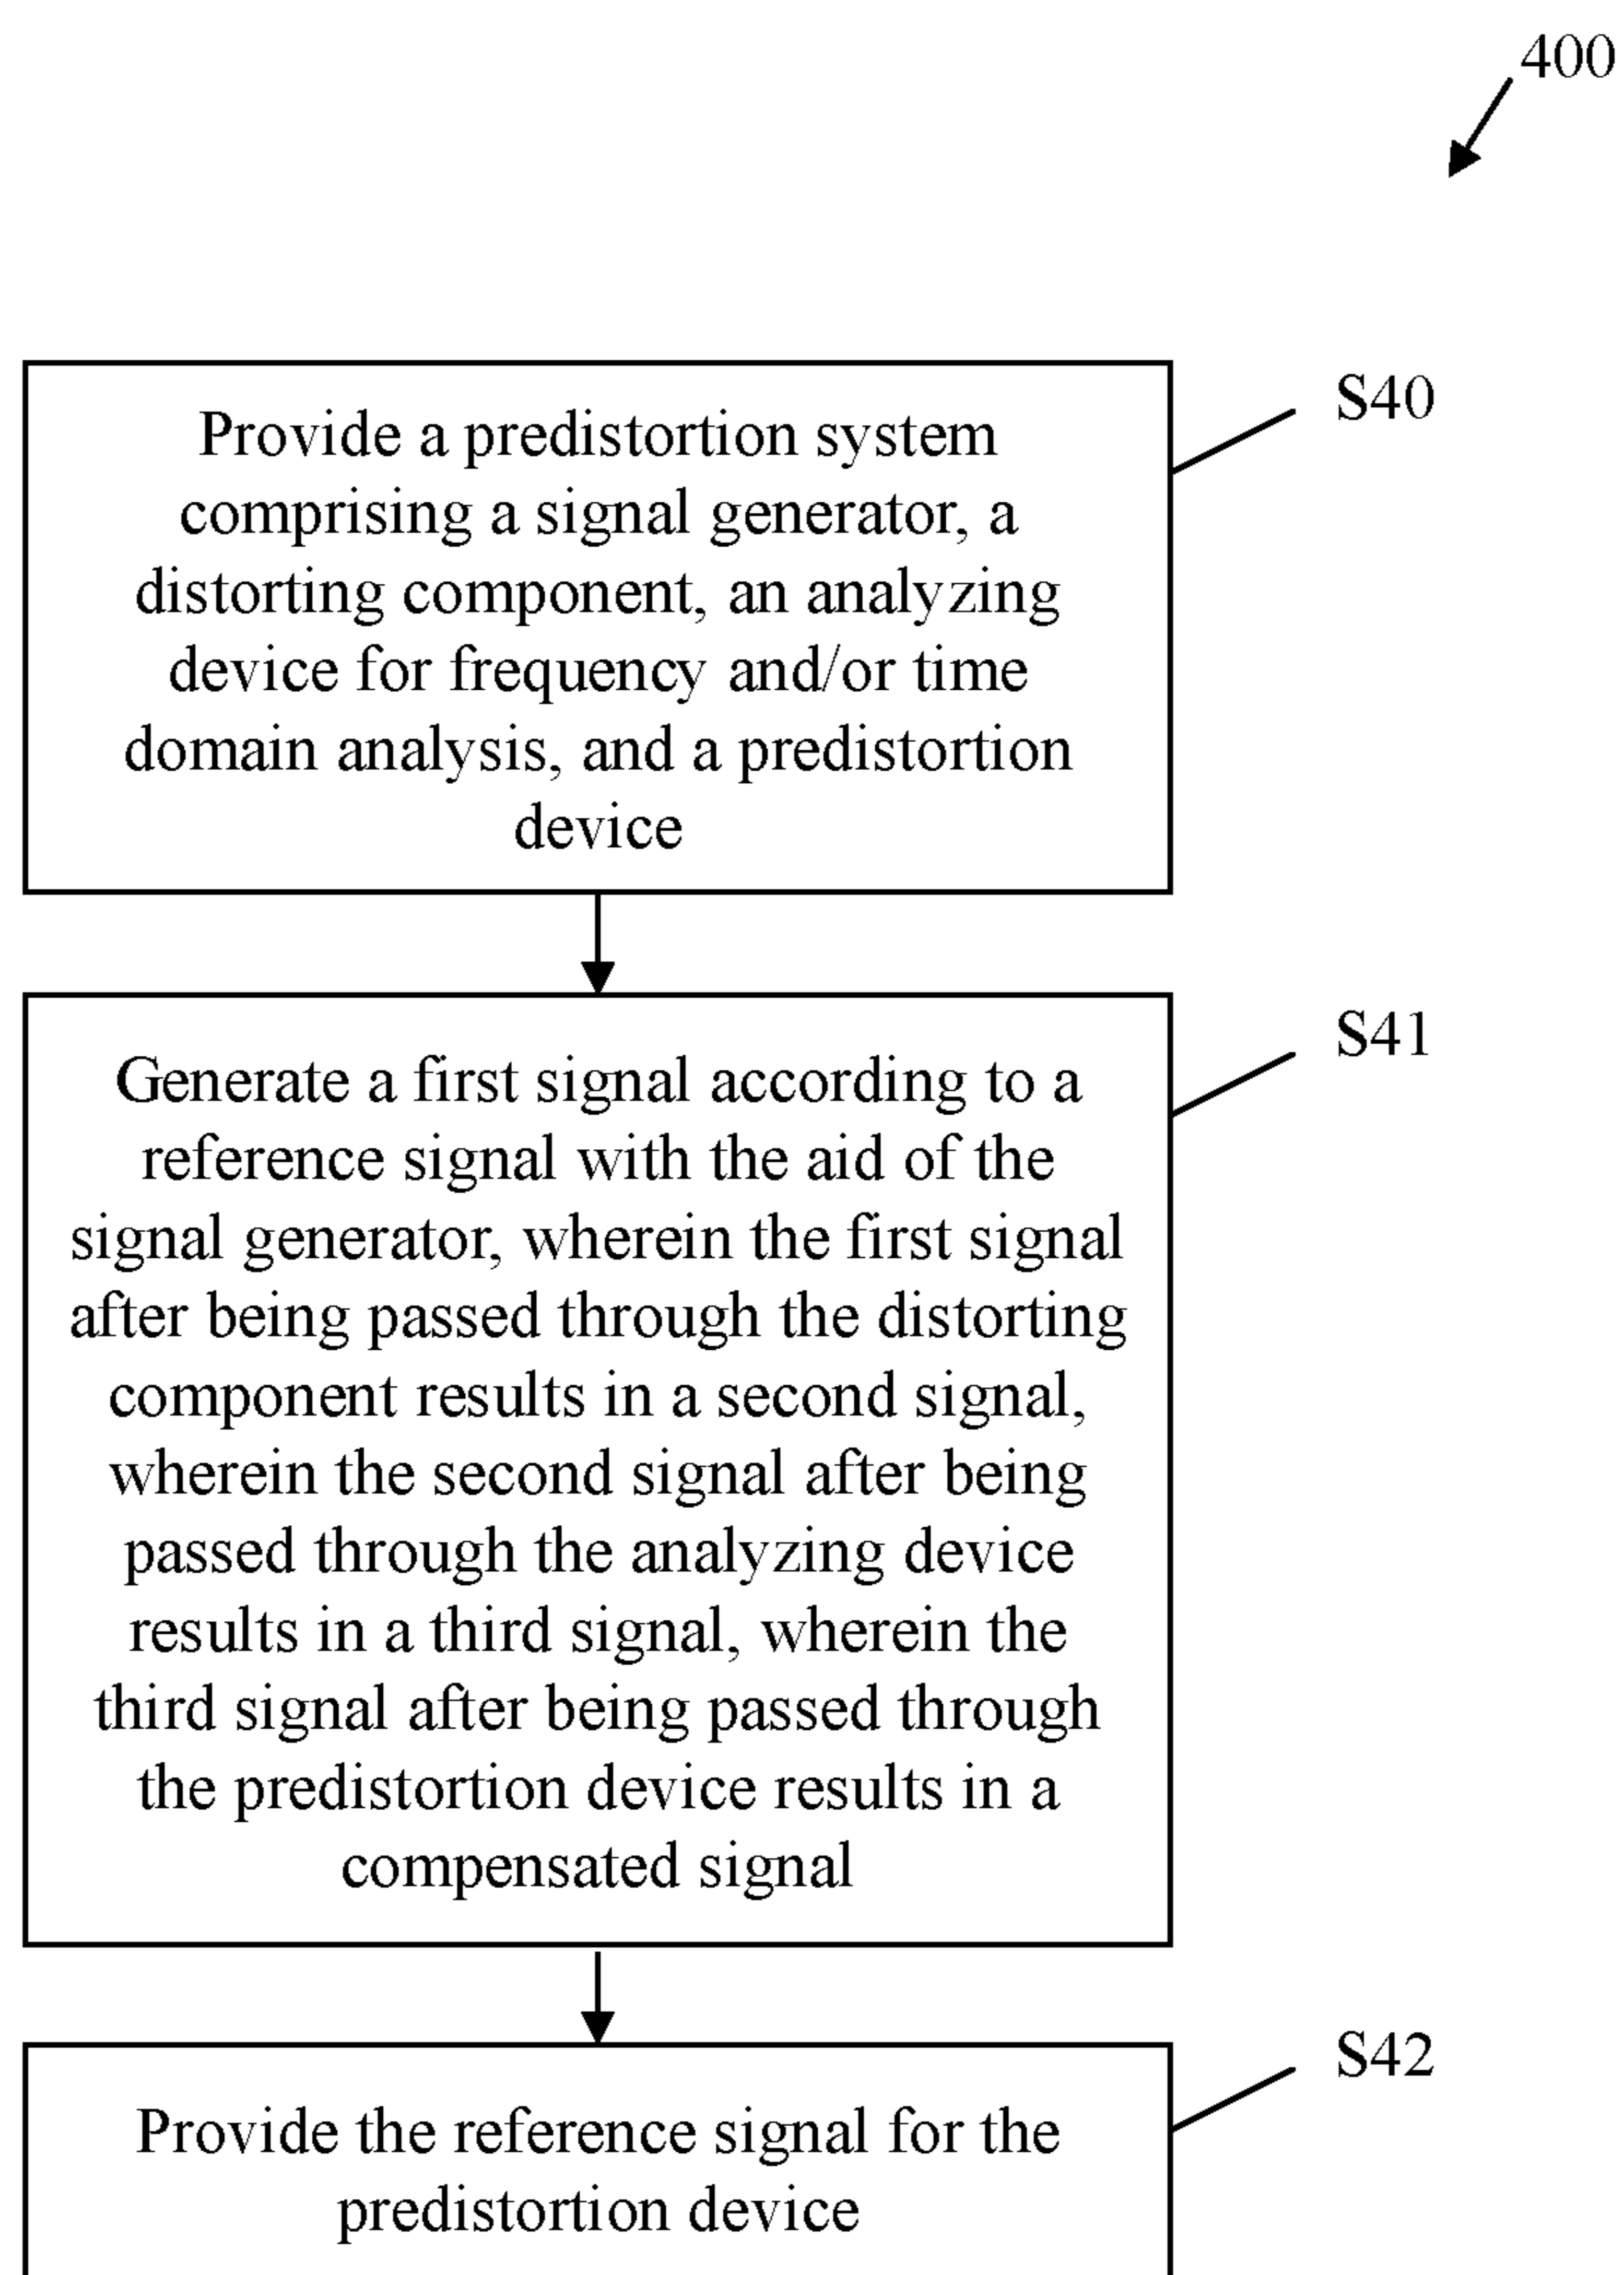 400
S40
Provide a predistortion system
comprising a signal generator, a
distorting component, an analyzing
device for frequency and/or time
domain analysis, and a predistortion
device
S41
Generate a first signal according to a
reference signal with the aid of the
signal generator, wherein the first signal
after being passed through the distorting
component results in a second signal,
wherein the second signal after being
passed through the analyzing device
results in a third signal, wherein the
third signal after being passed through
the predistortion device results in a
compensated signal
S42
Provide the reference signal for the
predistortion device